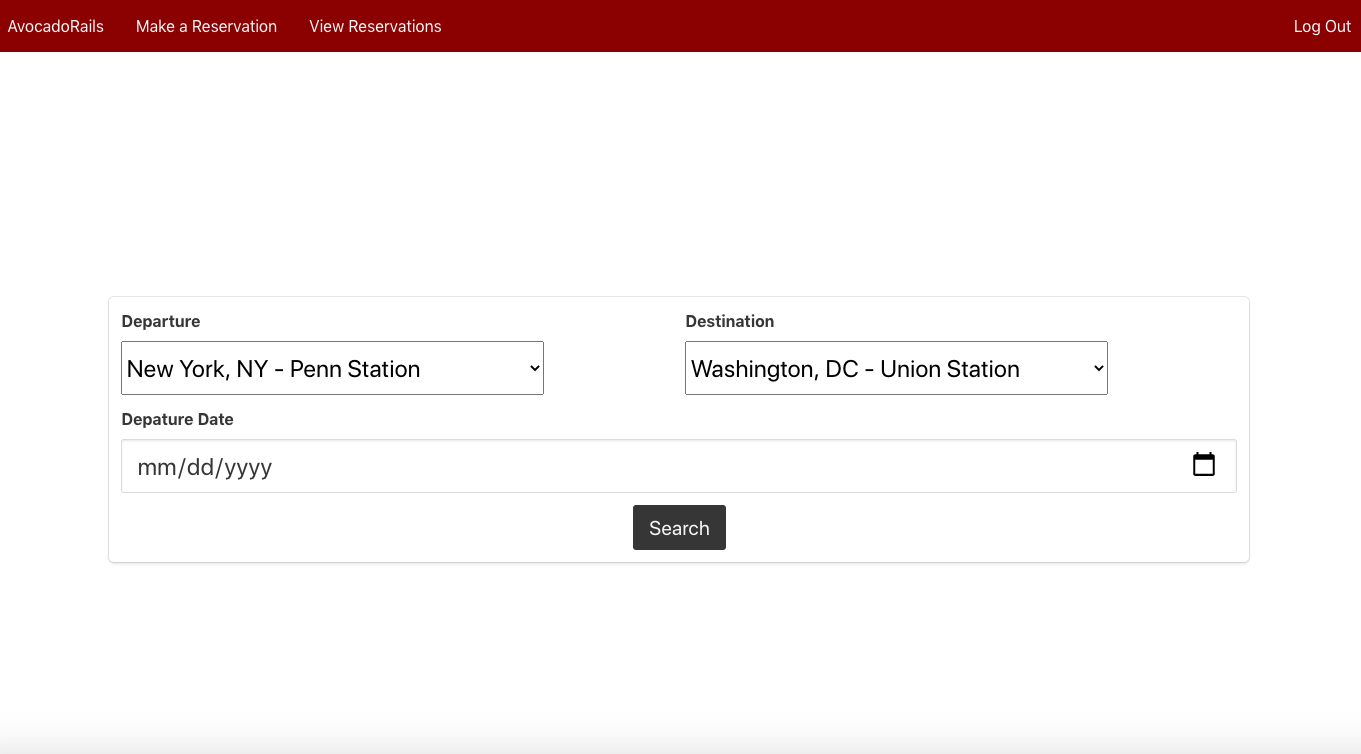 AvocadoRails Make a Reservation View Reservations Log Out
Departure Destination
New York, NY - Penn Station Washington, DC - Union Station
Depature Date
mm/dd/yyyy
Search